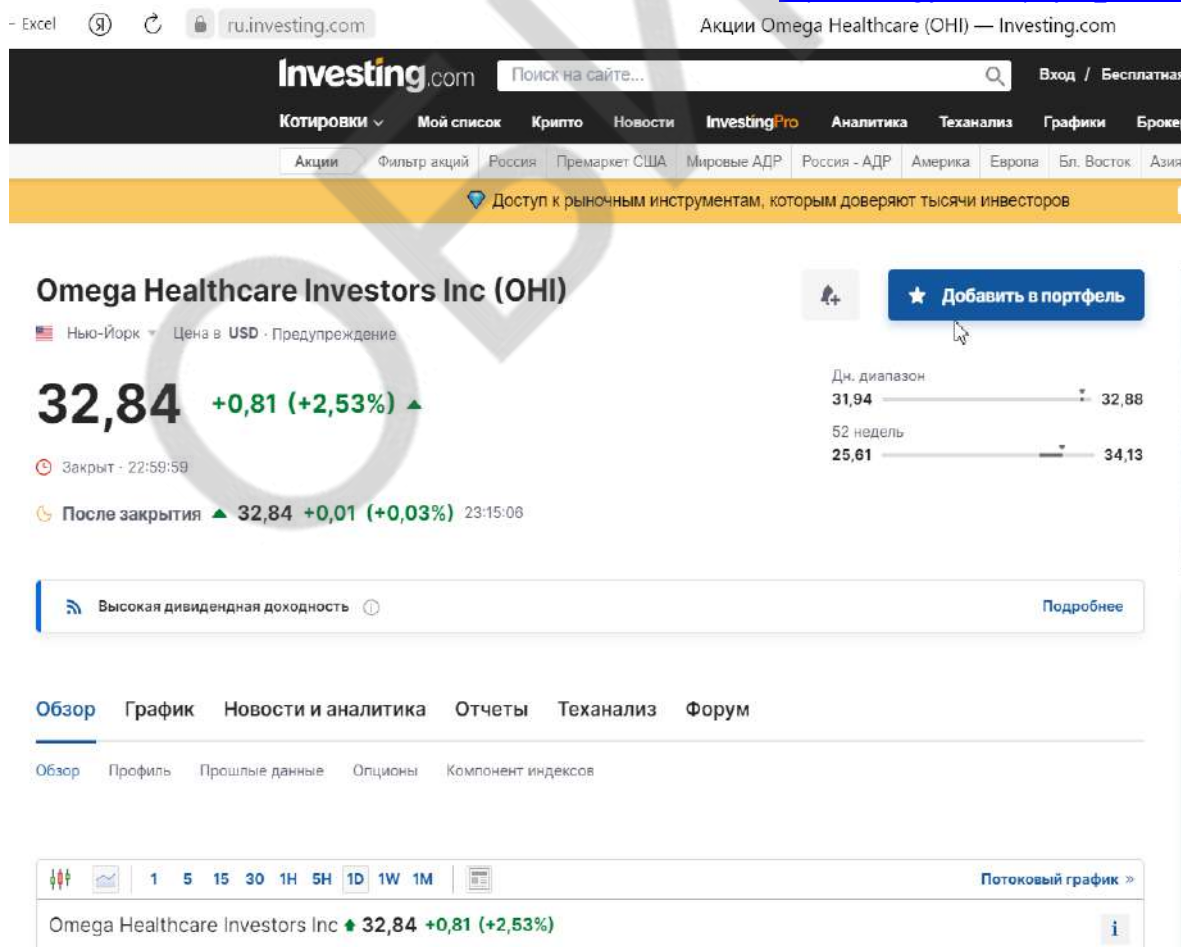 - Excel Я ru.investing.com Акции Omega Healthcare (OHI) — Investing.com
Investing.com Поиск на сайте... Вход / Бесплатная
Котировки Мой список Крипто Новости InvestingPro Аналитика Теханализ Графики Брокер
Акции Фильтр акций Россия Премаркет США Мировые АДР Россия - АДР Америка Европа Бл. Восток Азия
Доступ к рыночным инструментам, которым доверяют тысячи инвесторов
Omega Healthcare Investors Inc (OHI)
Добавить в портфель
Нью-Йорк Цена в USD · Предупреждение
32,84 +0,81 (+2,53%)
Дн. диапазон
31,94 32,88
52 недель
25,61 34,13
Закрыт · 22:59:59
После закрытия 32,84 +0,01 (+0,03%) 23:15:06
Высокая дивидендная доходность Подробнее
Обзор График Новости и аналитика Отчеты Теханализ Форум
Обзор Профиль Прошлые данные Опционы Компонент индексов
1 5 15 30 1H 5H 1D 1W 1M Потоковый график »
Omega Healthcare Investors Inc 32,84 +0,81 (+2,53%) i